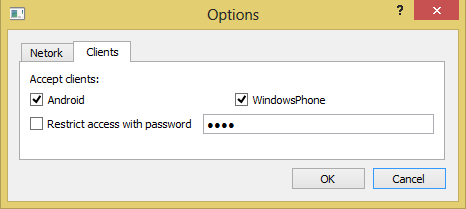 Options
? ×
Netork Clients
Accept clients:
Android WindowsPhone
Restrict access with password ●●●●
OK Cancel